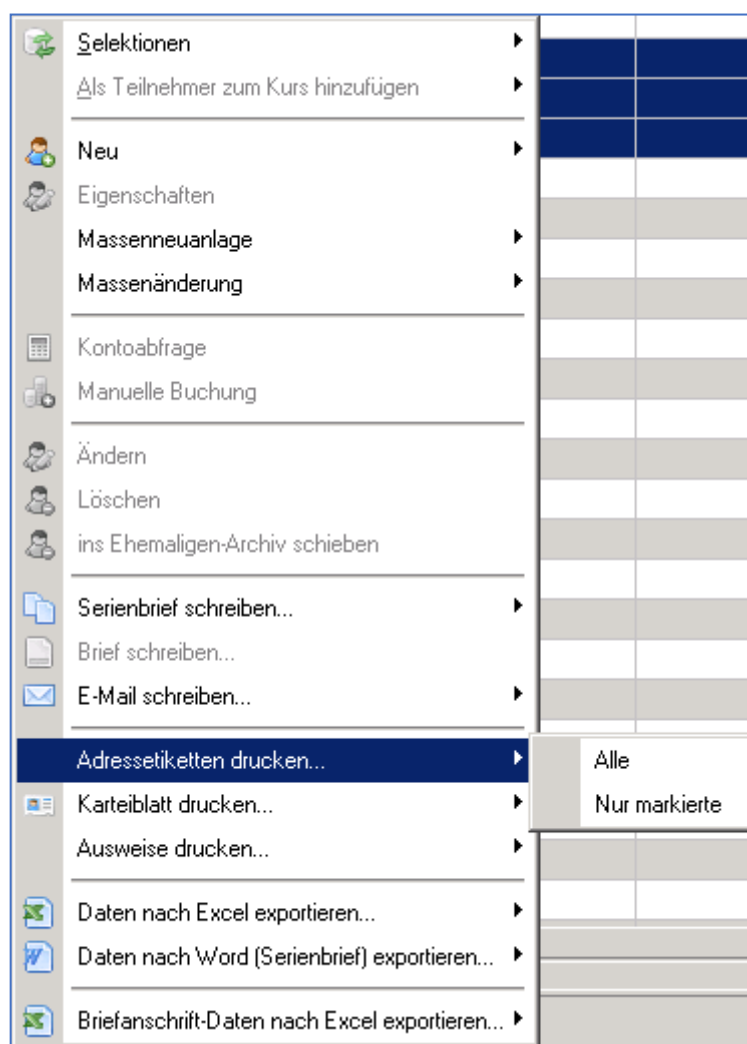 Selektionen
Als Teilnehmer zum Kurs hinzufügen
Neu
Eigenschaften
Massenneuanlage
Massenänderung
Kontoabfrage
Manuelle Buchung
Ändern
Löschen
ins Ehemaligen-Archiv schieben
Serienbrief schreiben...
Brief schreiben...
E-Mail schreiben...
Adressetiketten drucken...
Alle
Karteiblatt drucken...
Nur markierte
Ausweise drucken...
Daten nach Excel exportieren...
Daten nach Word (Serienbrief) exportieren...
Briefanschrift-Daten nach Excel exportieren...